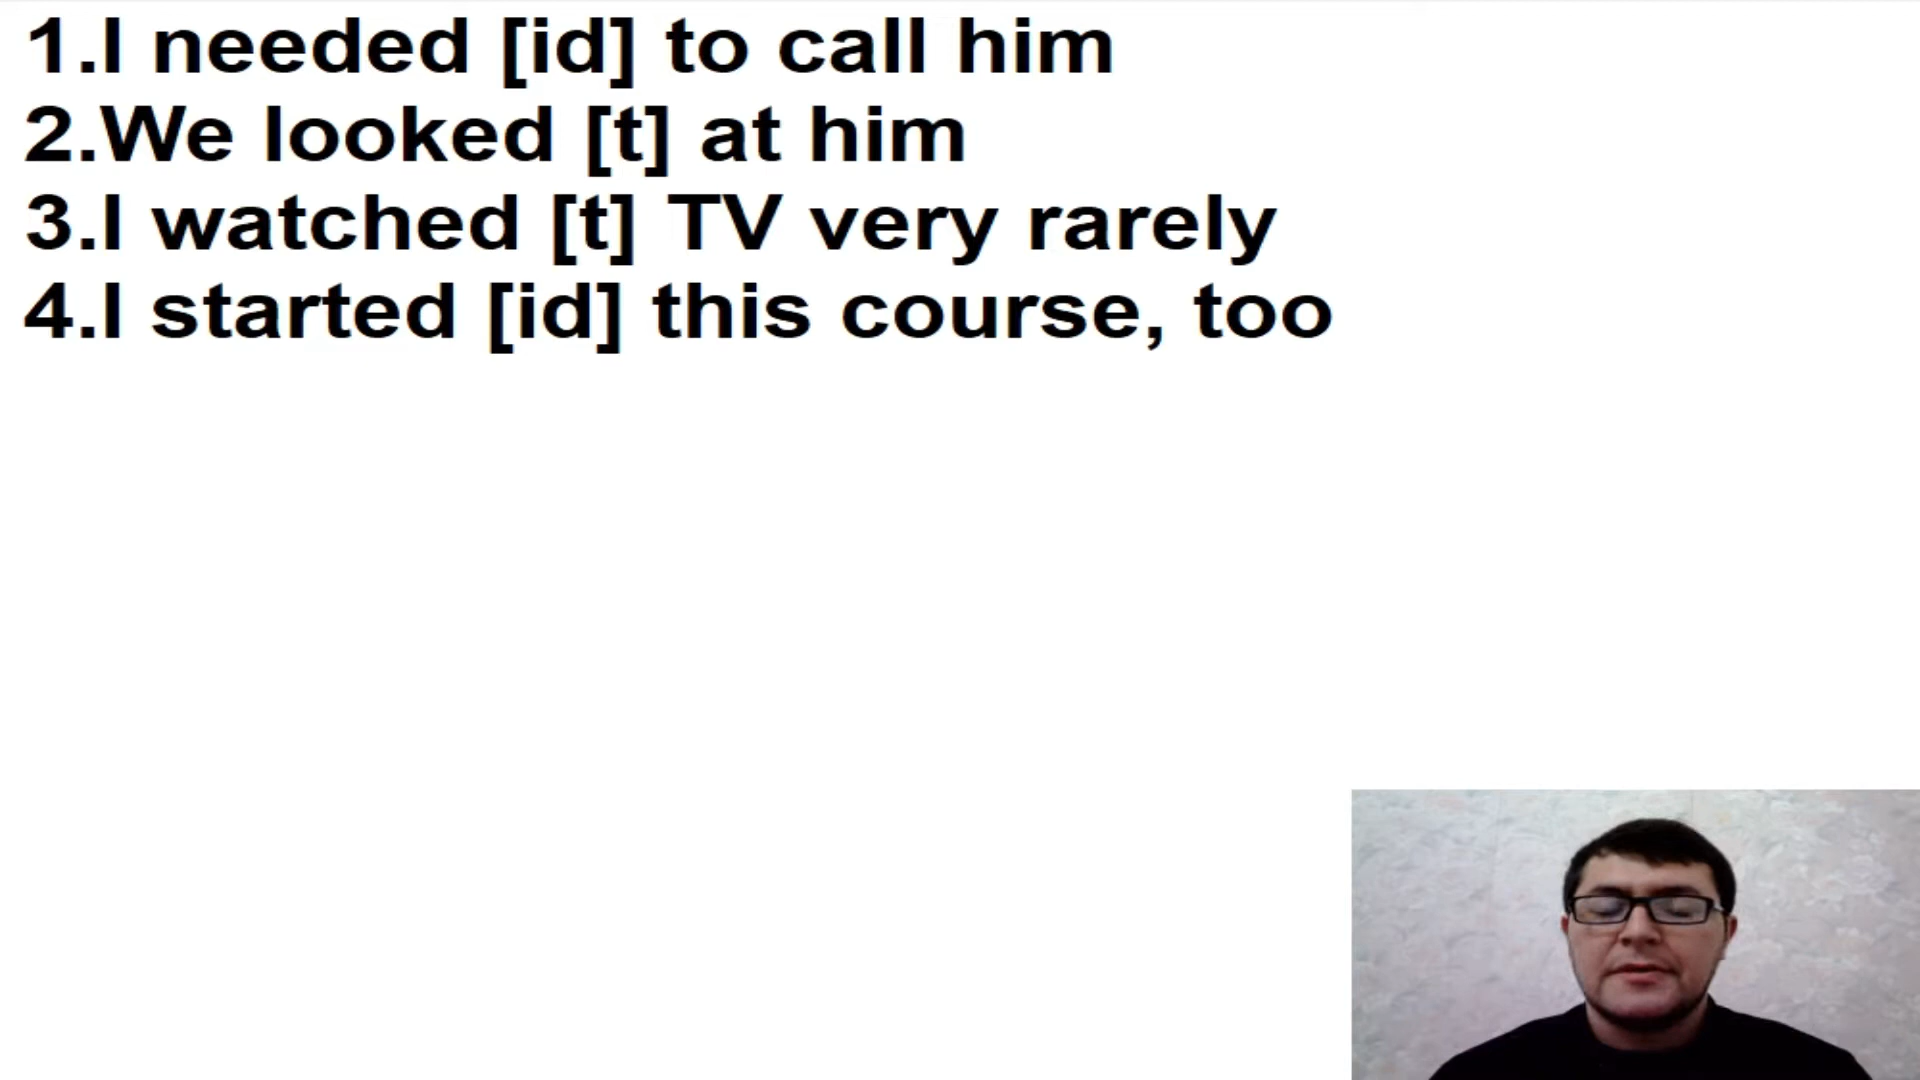 1.I needed [id] to call him
2.We looked [t] at him
3.I watched [t] TV very rarely
4.I started [id] this course, too